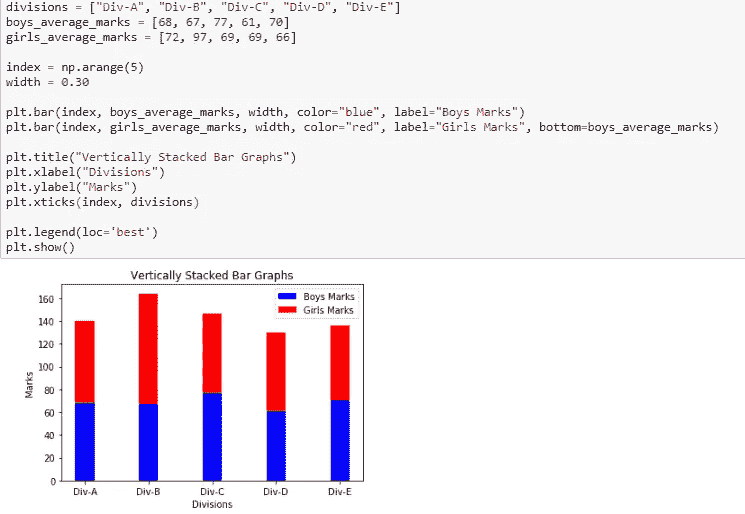 divisions = ["Div-A", "Div-B", "Div-C", "Div-D", "Div-E"]
boys_average_marks = [68, 67, 77, 61, 70]
girls_average_marks = [72, 97, 69, 69, 66]
index = np.arange(5)
width = 0.30
plt.bar(index, boys_average_marks, width, color="blue", label="Boys Marks")
plt.bar(index, girls_average_marks, width, color="red", label="Girls Marks", bottom=boys_average_marks)
plt.title("Vertically Stacked Bar Graphs")
plt.xlabel("Divisions")
plt.ylabel("Marks")
plt.xticks(index, divisions)
plt.legend(loc='best')
plt.show()
Vertically Stacked Bar Graphs
Boys Marks
Girls Marks
160
140
120
100
80
60
40
20
0
Marks
Div-A Div-B Div-C Div-D Div-E
Divisions